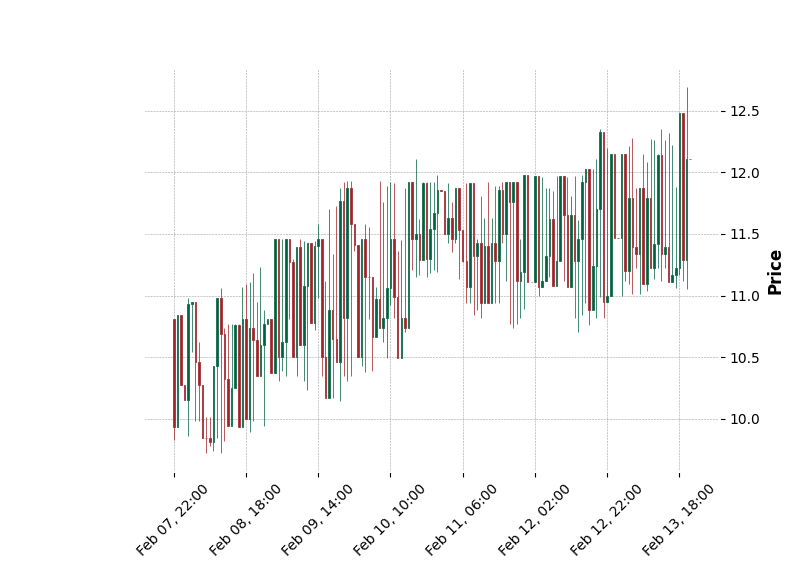 12.5
12.0
11.5
11.0
10.5
10.0
Price
Feb 07, 22:00
Feb 08, 18:00
Feb 09, 14:00
Feb 10, 10:00
Feb 11, 06:00
Feb 12, 02:00
Feb 12, 22:00
Feb 13, 18:00